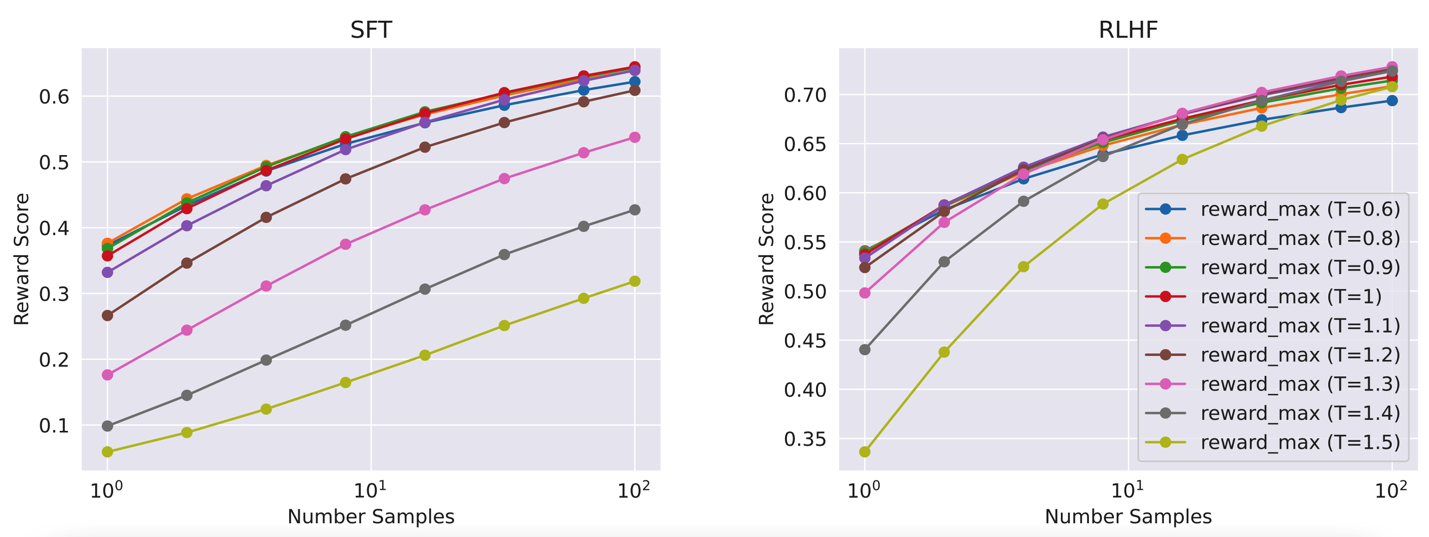 SFT
Reward Score
0.6
0.5
0.4
0.3
0.2
0.1
10⁰
10¹
10²
Number Samples
RLHF
Reward Score
0.70
0.65
0.60
0.55
0.50
0.45
0.40
0.35
reward_max (T=0.6)
reward_max (T=0.8)
reward_max (T=0.9)
reward_max (T=1)
reward_max (T=1.1)
reward_max (T=1.2)
reward_max (T=1.3)
reward_max (T=1.4)
reward_max (T=1.5)
10⁰
10¹
10²
Number Samples